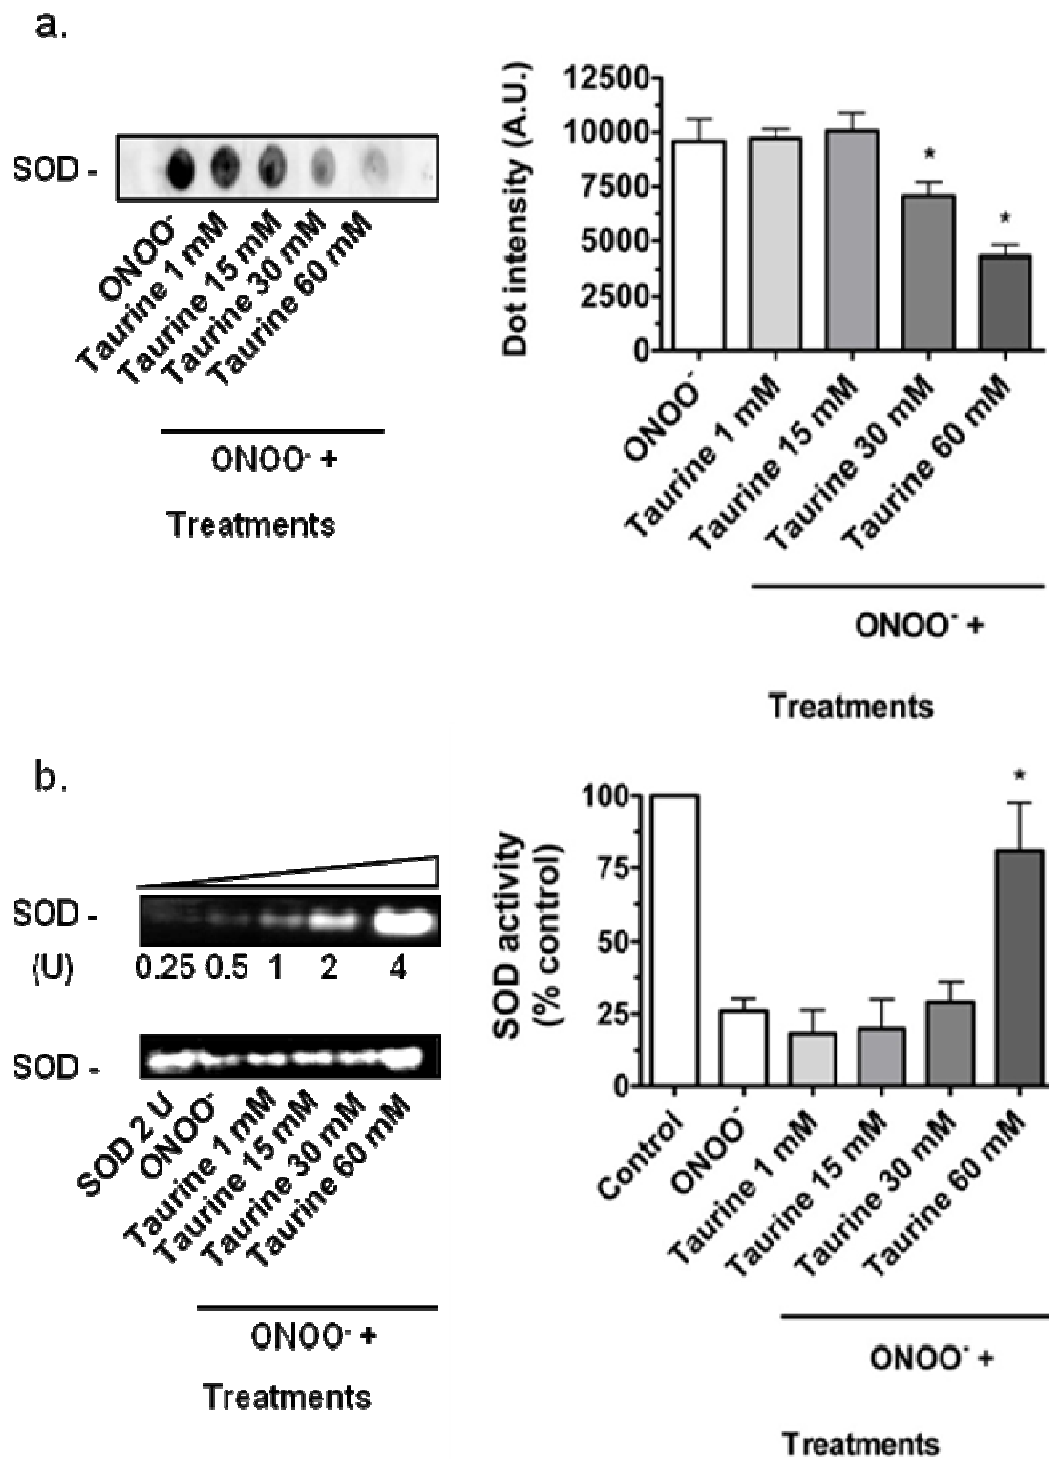 a.
SOD -
ONOO-
Taurine 1 mM
Taurine 15 mM
Taurine 30 mM
Taurine 60 mM
ONOO- +
Treatments
Dot intensity (A.U.)
12500
10000
7500
5000
2500
0
*
*
ONOO-
Taurine 1 mM
Taurine 15 mM
Taurine 30 mM
Taurine 60 mM
ONOO- +
Treatments
b.
SOD -
(U) 0.25 0.5 1 2 4
SOD -
SOD 2 U
ONOO-
Taurine 1 mM
Taurine 15 mM
Taurine 30 mM
Taurine 60 mM
ONOO- +
Treatments
SOD activity
(% control)
100
75
50
25
0
*
Control
ONOO-
Taurine 1 mM
Taurine 15 mM
Taurine 30 mM
Taurine 60 mM
ONOO- +
Treatments